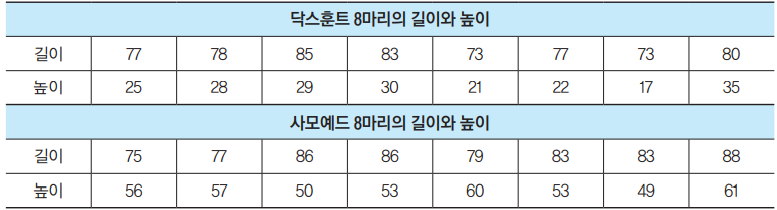 닥스훈트 8마리의 길이와 높이
길이 77 78 85 83 73 77 73 80
높이 25 28 29 30 21 22 17 35
사모예드 8마리의 길이와 높이
길이 75 77 86 86 79 83 83 88
높이 56 57 50 53 60 53 49 61